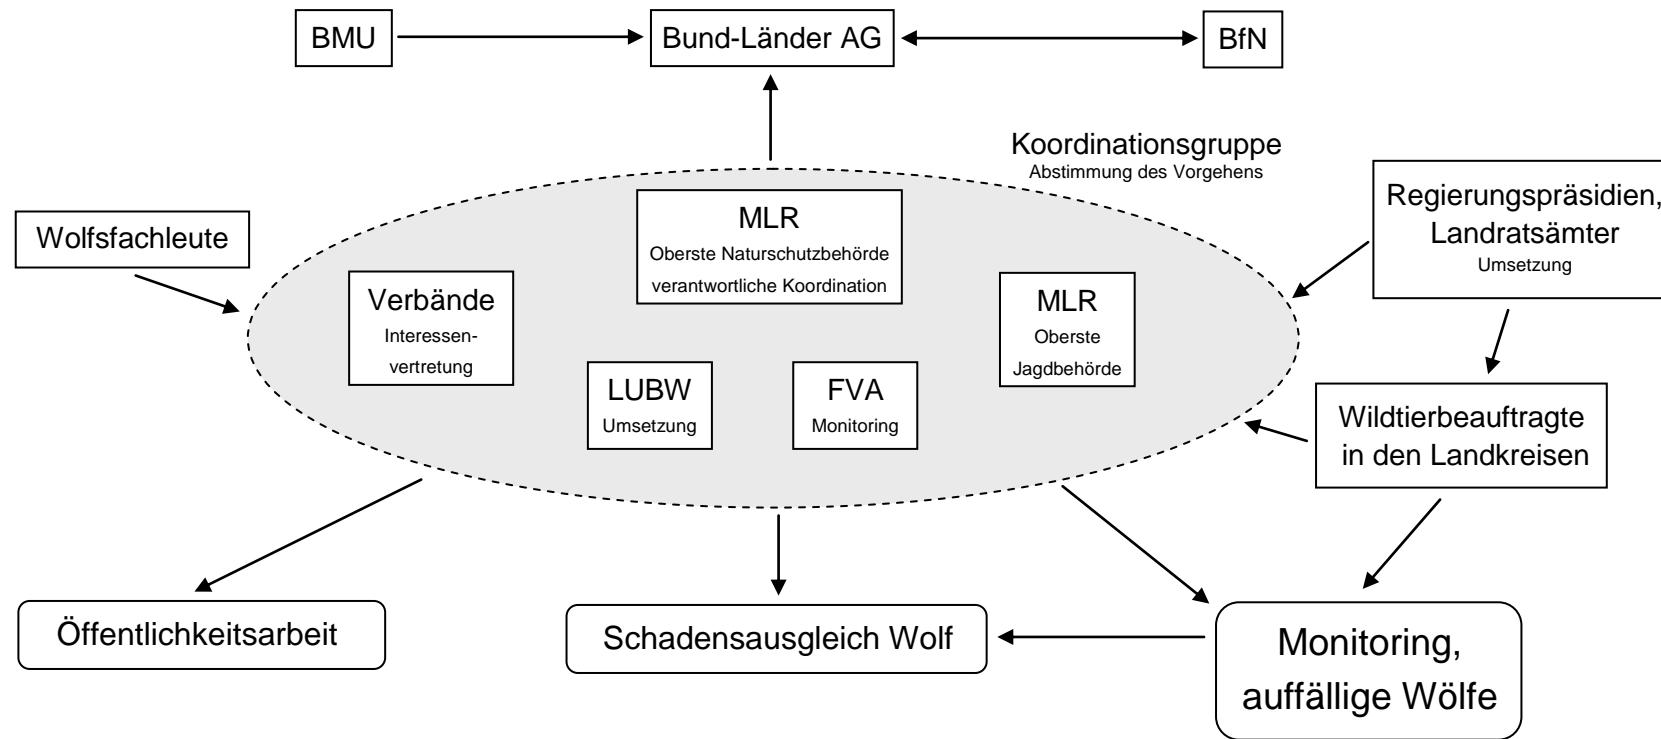 BMU
Bund-Länder AG
BfN
Koordinationsgruppe
Abstimmung des Vorgehens
Regierungspräsidien,
Landratsämter
Umsetzung
Wolfsfachleute
MLR
Oberste Naturschutzbehörde
verantwortliche Koordination
Verbände
Interessen-
vertretung
MLR
Oberste
Jagdbehörde
LUBW
Umsetzung
FVA
Monitoring
Wildtierbeauftragte
in den Landkreisen
Öffentlichkeitsarbeit
Schadensausgleich Wolf
Monitoring,
auffällige Wölfe